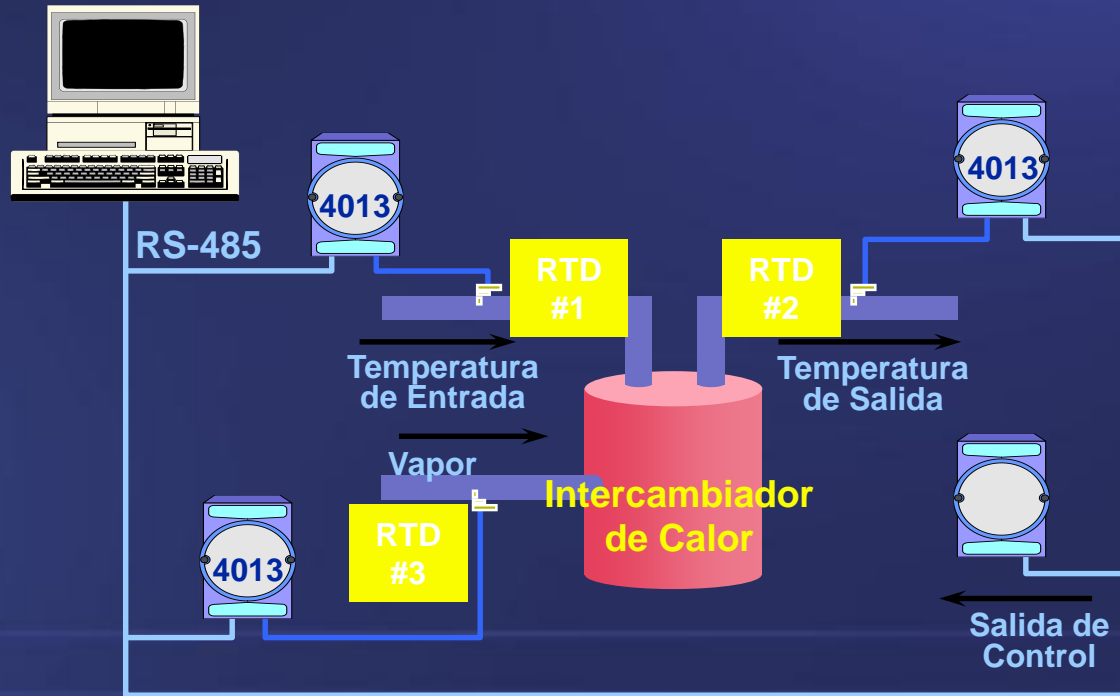 4013
4013
RS-485
RTD
#1
RTD
#2
Temperatura
de Entrada
Temperatura
de Salida
Vapor
Intercambiador
de Calor
RTD
#3
4013
Salida de
Control